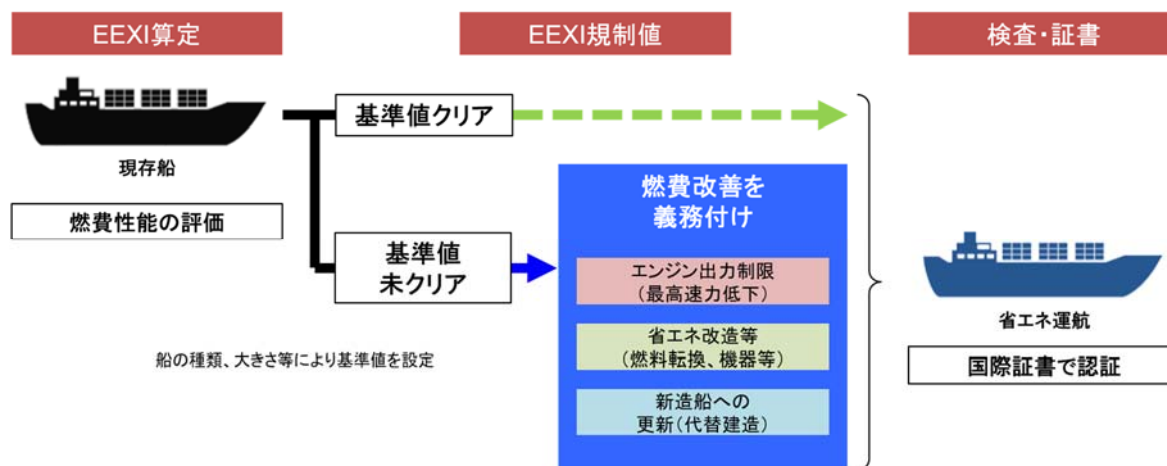 EEXI算定
EEXI規制値
検査・証書
現存船
燃費性能の評価
基準値クリア
基準値
未クリア
船の種類、大きさ等により基準値を設定
燃費改善を
義務付け
エンジン出力制限
(最高速力低下)
省エネ改造等
(燃料転換、機器等)
新造船への
更新(代替建造)
省エネ運航
国際証書で認証